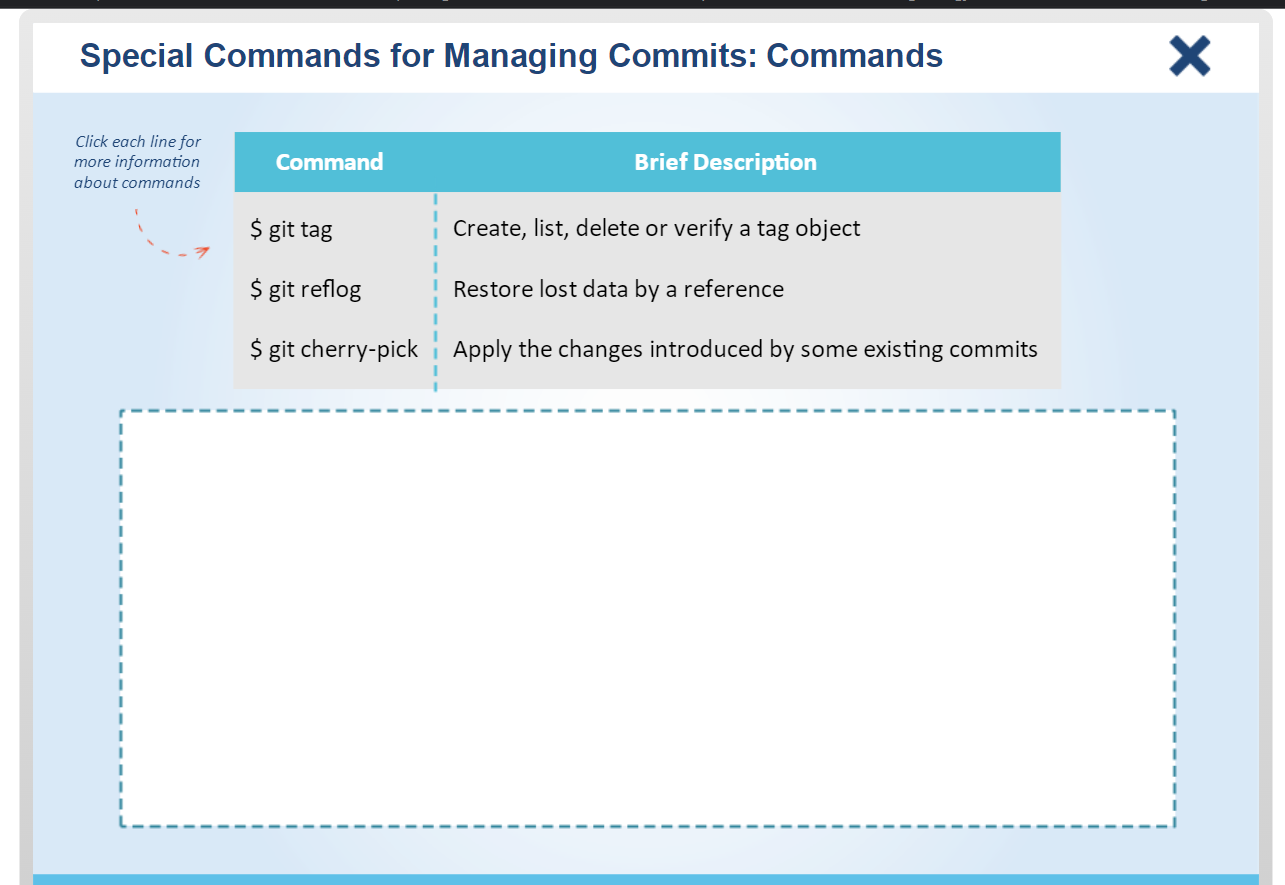 Special Commands for Managing Commits: Commands
Click each line for
more information
about commands
Command Brief Description
$ git tag Create, list, delete or verify a tag object
$ git reflog Restore lost data by a reference
$ git cherry-pick Apply the changes introduced by some existing commits